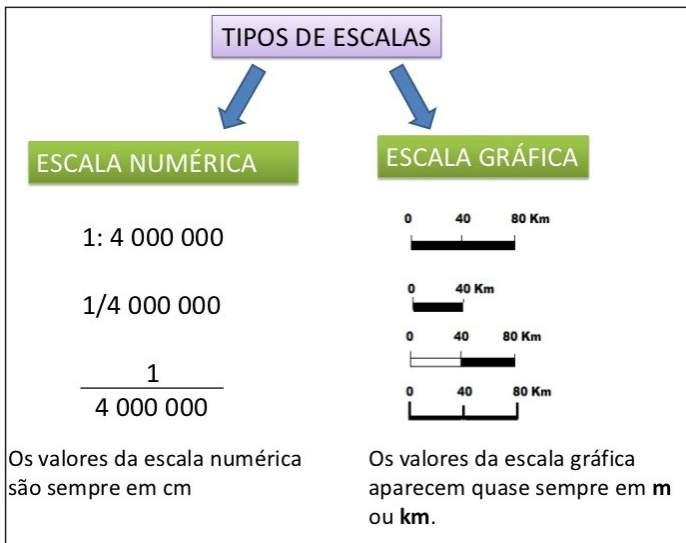 TIPOS DE ESCALAS
ESCALA NUMÉRICA
1: 4 000 000
1/4 000 000
1
4 000 000
Os valores da escala numérica
são sempre em cm
ESCALA GRÁFICA
0 40 80 Km
0 40 Km
0 40 80 Km
0 40 80 Km
Os valores da escala gráfica
aparecem quase sempre em m
ou km.